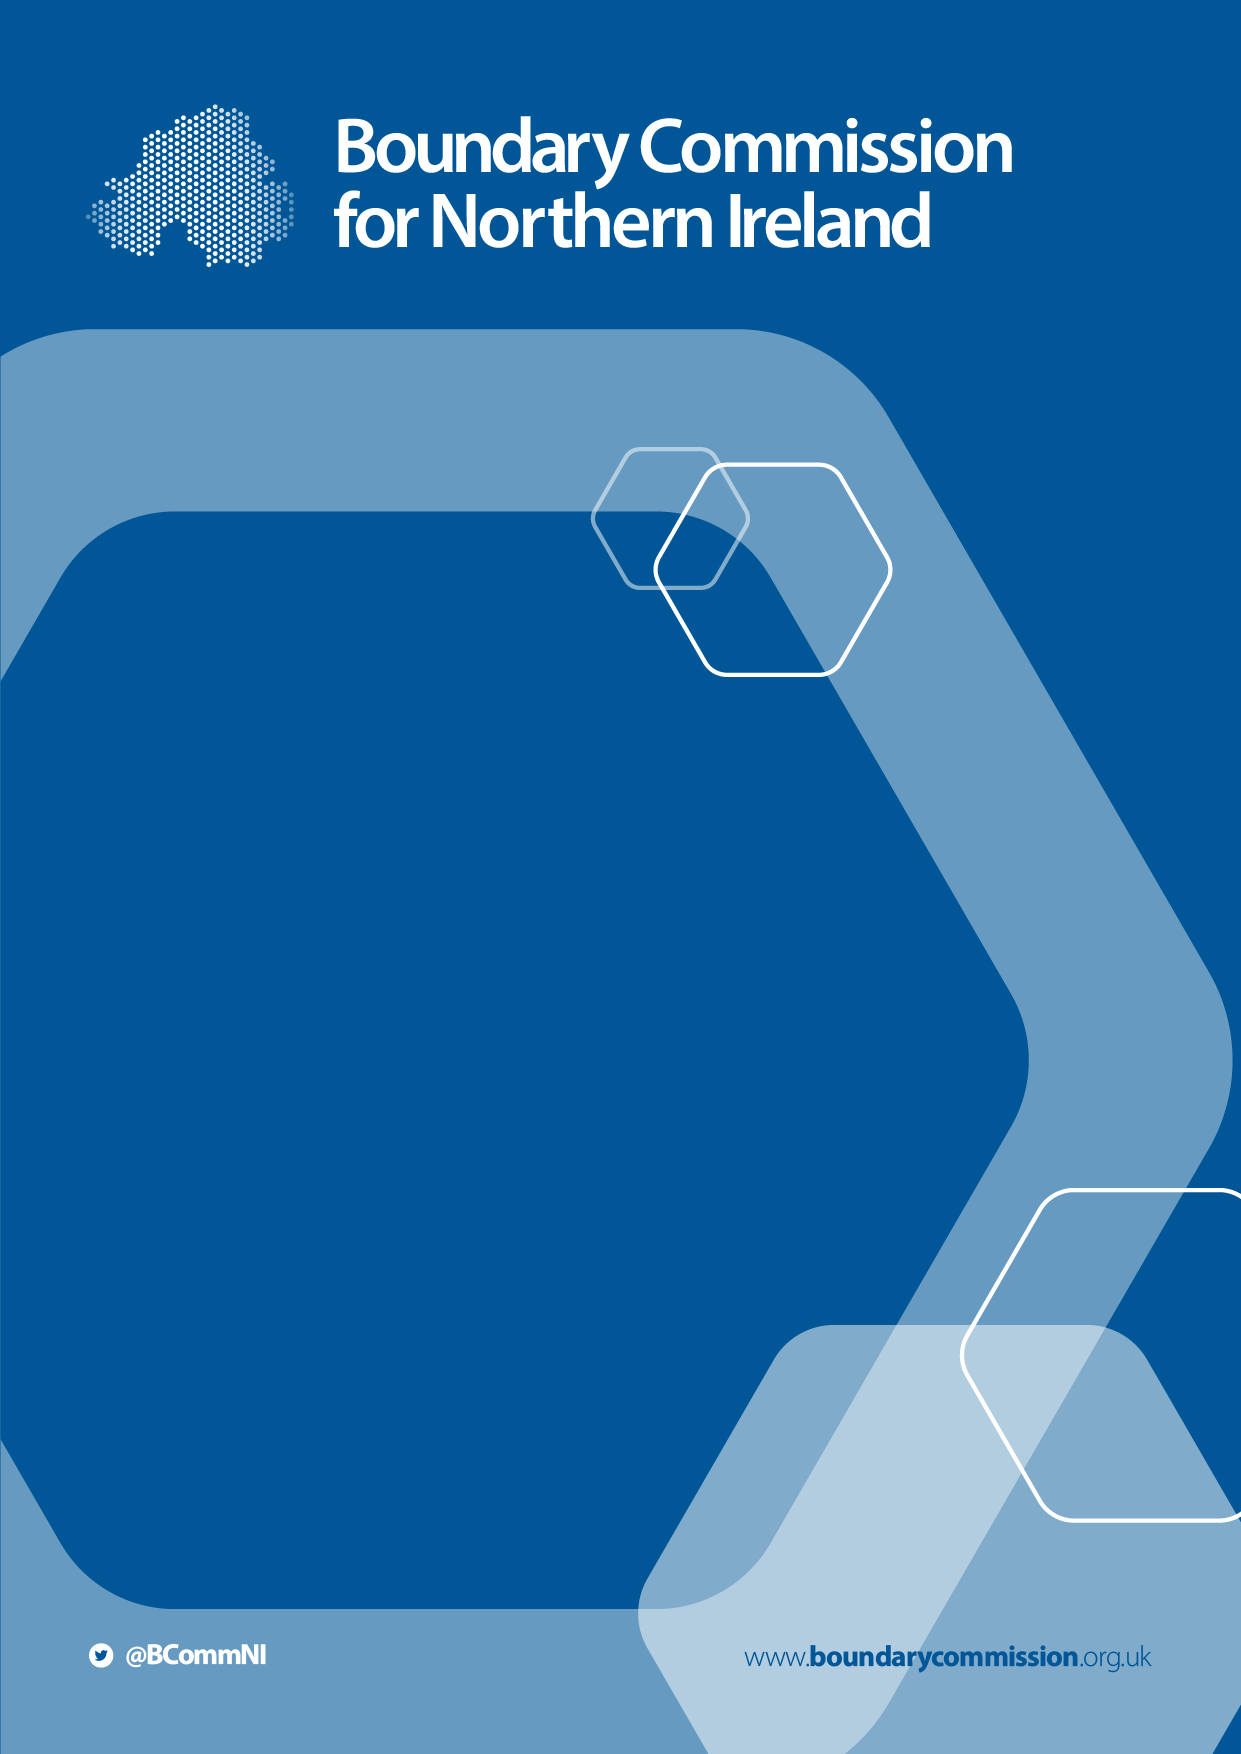 Boundary Commission
for Northern Ireland
@BCommNI
www.boundarycommission.org.uk